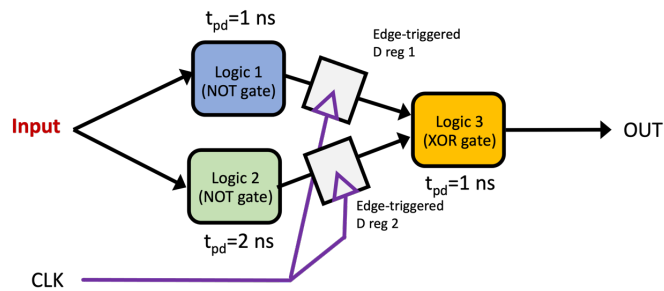 t_pd=1 ns
Edge-triggered
D reg 1
Logic 1
(NOT gate)
Input
Logic 3
(XOR gate)
OUT
Logic 2
(NOT gate)
t_pd=1 ns
Edge-triggered
D reg 2
t_pd=2 ns
CLK